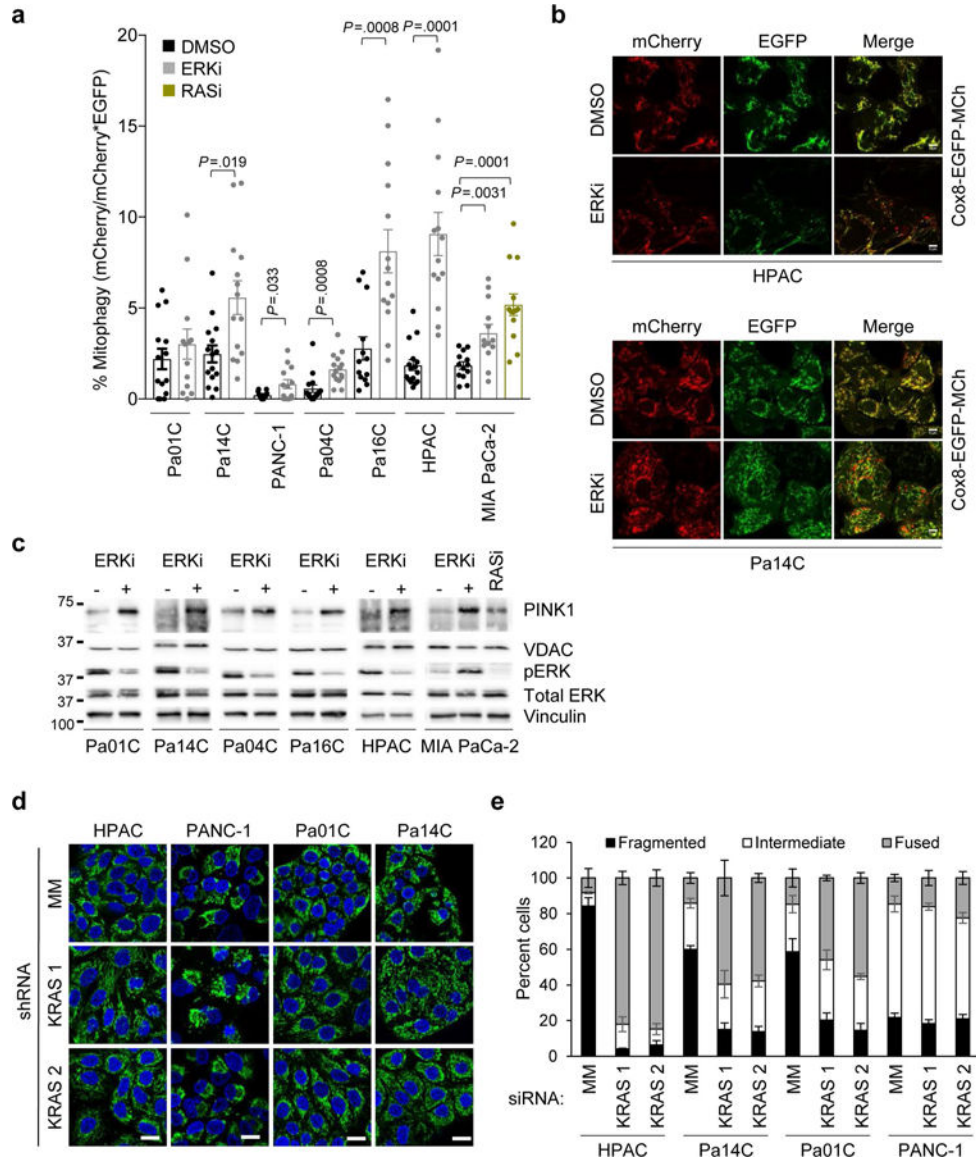 a
20
15
10
5
0
% Mitophagy (mCherry/mCherry*EGFP)
DMSO
ERKi
RASi
P=.019
P=.033
P=.0008
P=.0008
P=.0001
P=.0001
P=.0031
Pa01C
Pa14C
PANC-1
Pa04C
Pa16C
HPAC
MIA PaCa-2
b
mCherry EGFP Merge
DMSO
ERKi
Cox8-EGFP-MCh
HPAC
mCherry EGFP Merge
DMSO
ERKi
Cox8-EGFP-MCh
Pa14C
c
ERKi ERKi ERKi ERKi ERKi ERKi RASi
- + - + - + - + - + - +
75 PINK1
37 VDAC
37 pERK
37 Total ERK
100 Vinculin
Pa01C Pa14C Pa04C Pa16C HPAC MIA PaCa-2
d
HPAC PANC-1 Pa01C Pa14C
shRNA
MM
KRAS 1
KRAS 2
e
Fragmented Intermediate Fused
120
100
80
60
40
20
0
Percent cells
siRNA:
MM KRAS 1 KRAS 2 MM KRAS 1 KRAS 2 MM KRAS 1 KRAS 2 MM KRAS 1 KRAS 2
HPAC Pa14C Pa01C PANC-1